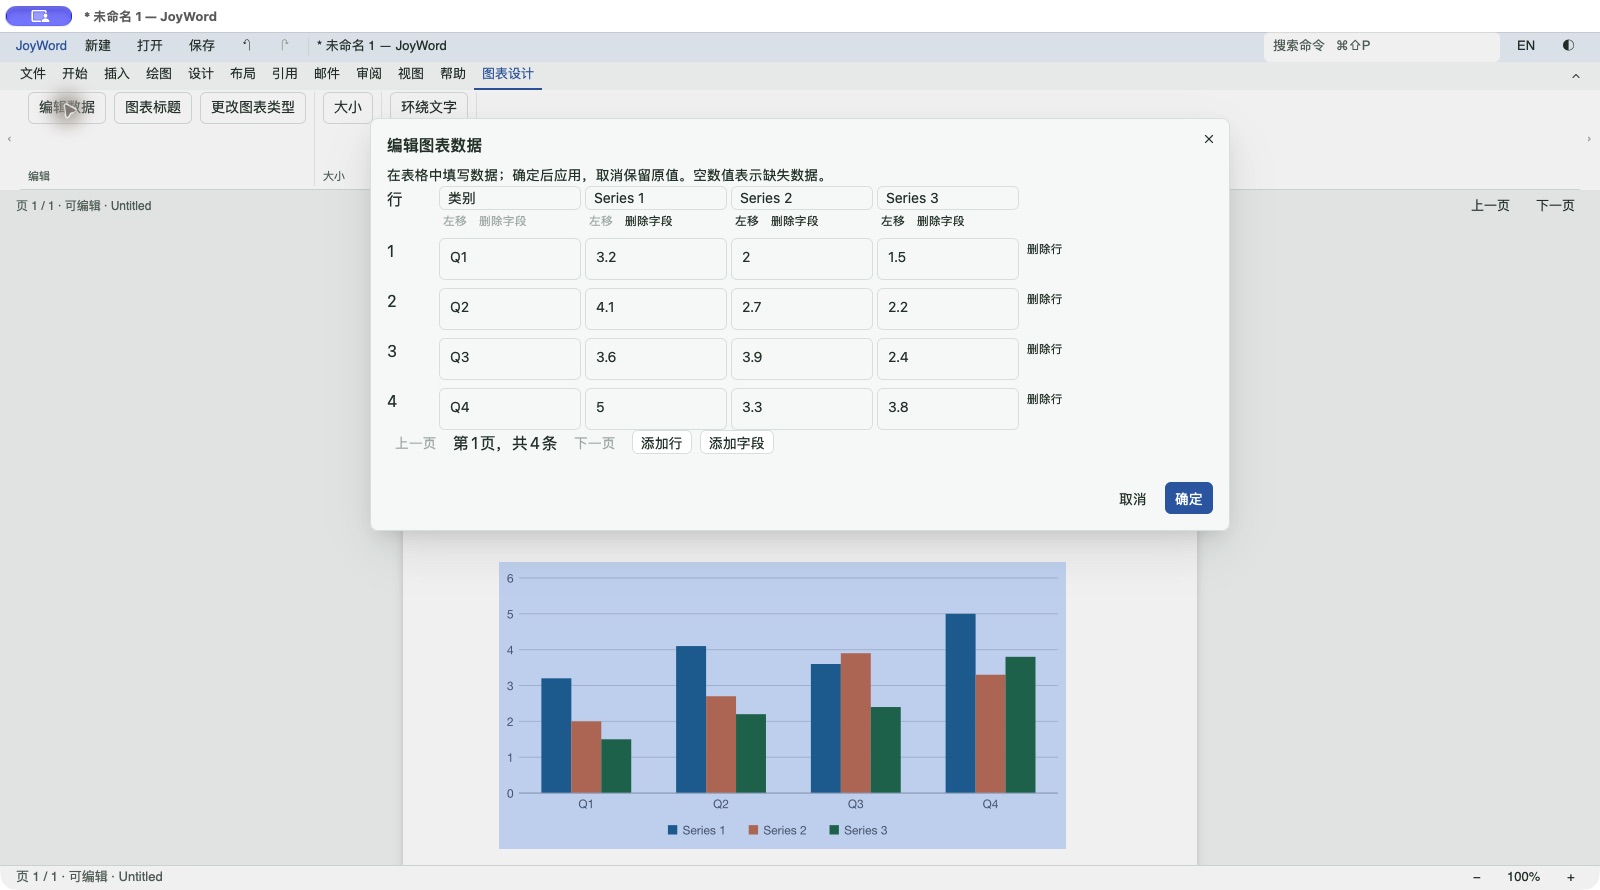 * 未命名 1 — JoyWord
JoyWord 新建 打开 保存 * 未命名 1 — JoyWord 搜索命令 ⌘⇧P EN
文件 开始 插入 绘图 设计 布局 引用 邮件 审阅 视图 帮助 图表设计
编辑数据 图表标题 更改图表类型 大小 环绕文字
编辑 大小
页 1 / 1 · 可编辑 · Untitled 上一页 下一页
编辑图表数据 ×
在表格中填写数据；确定后应用，取消保留原值。空数值表示缺失数据。
行 类别 Series 1 Series 2 Series 3
左移 删除字段 左移 删除字段 左移 删除字段 左移 删除字段
1 Q1 3.2 2 1.5 删除行
2 Q2 4.1 2.7 2.2 删除行
3 Q3 3.6 3.9 2.4 删除行
4 Q4 5 3.3 3.8 删除行
上一页 第1页，共4条 下一页 添加行 添加字段
取消 确定
6
5
4
3
2
1
0
Q1 Q2 Q3 Q4
Series 1 Series 2 Series 3
页 1 / 1 · 可编辑 · Untitled − 100% +